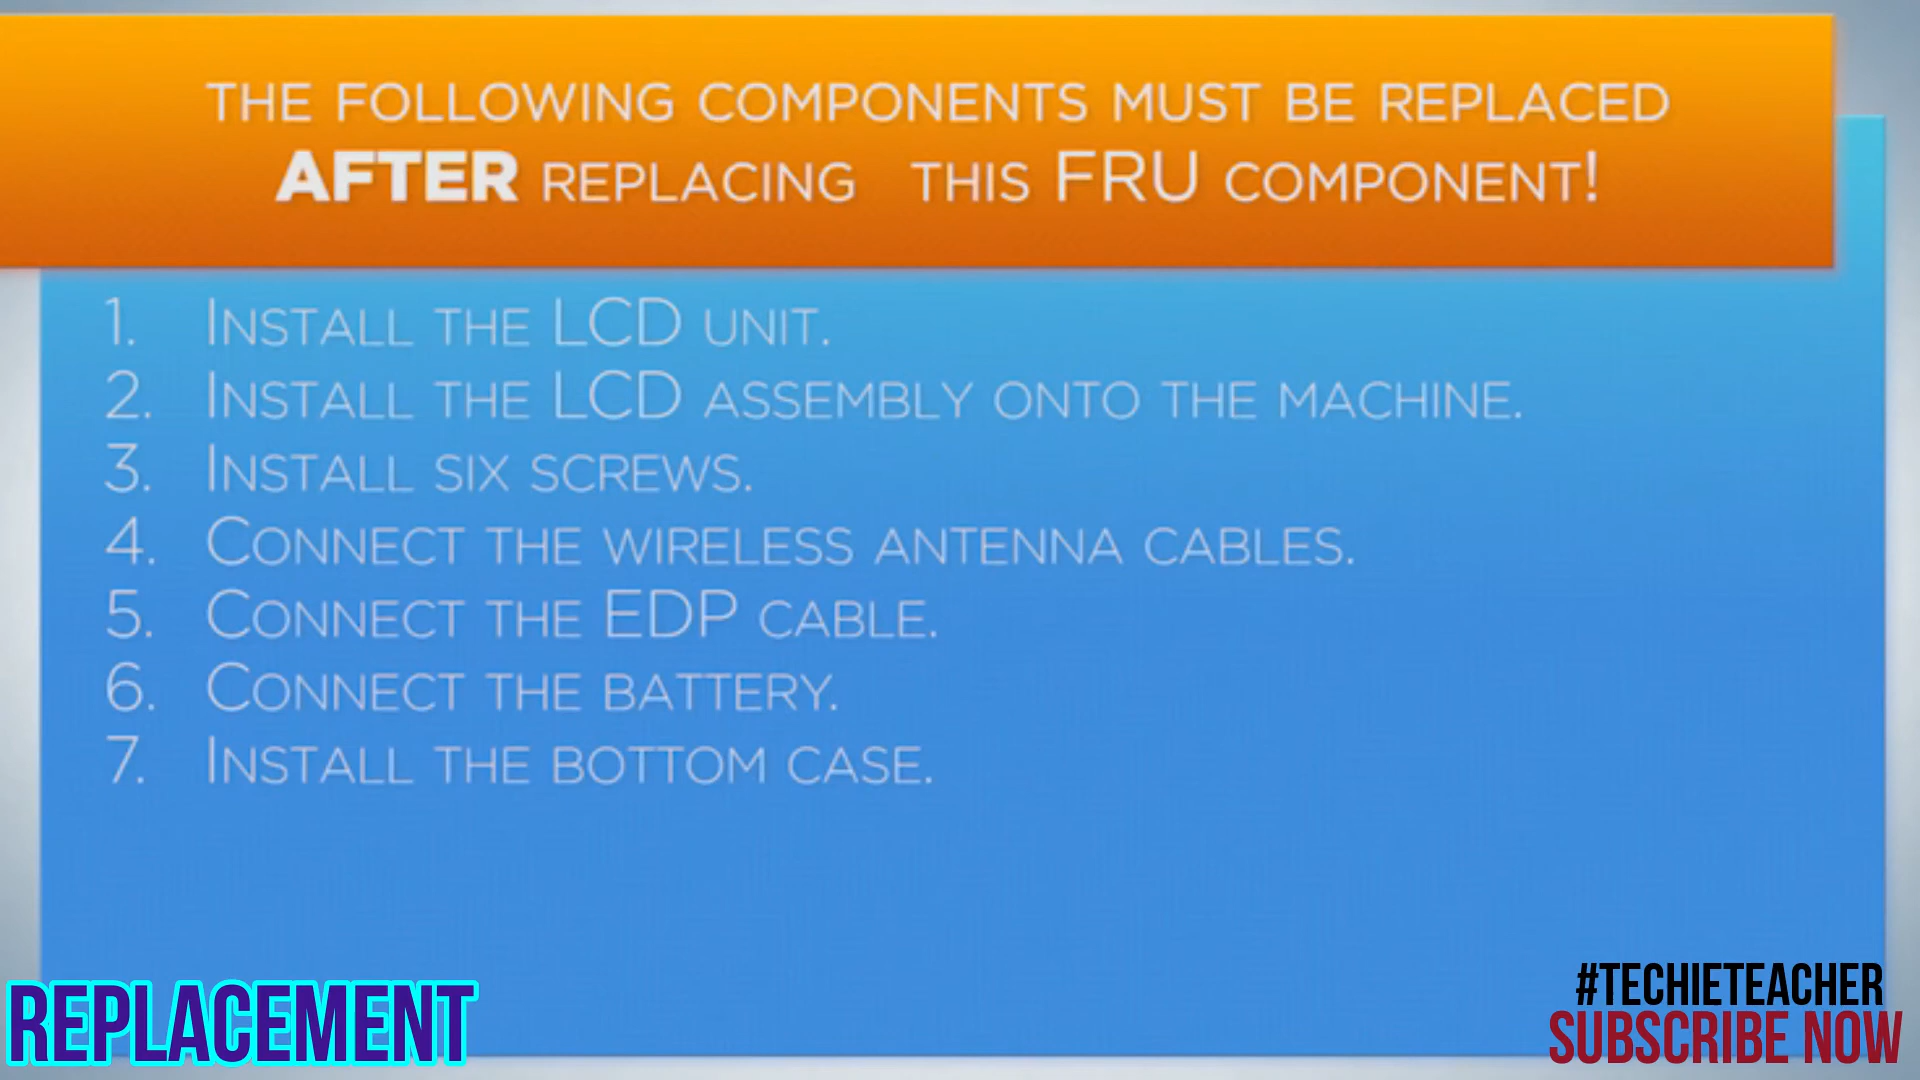 THE FOLLOWING COMPONENTS MUST BE REPLACED
AFTER REPLACING THIS FRU COMPONENT!
1. INSTALL THE LCD UNIT.
2. INSTALL THE LCD ASSEMBLY ONTO THE MACHINE.
3. INSTALL SIX SCREWS.
4. CONNECT THE WIRELESS ANTENNA CABLES.
5. CONNECT THE EDP CABLE.
6. CONNECT THE BATTERY.
7. INSTALL THE BOTTOM CASE.
REPLACEMENT
#TECHIETEACHER
SUBSCRIBE NOW